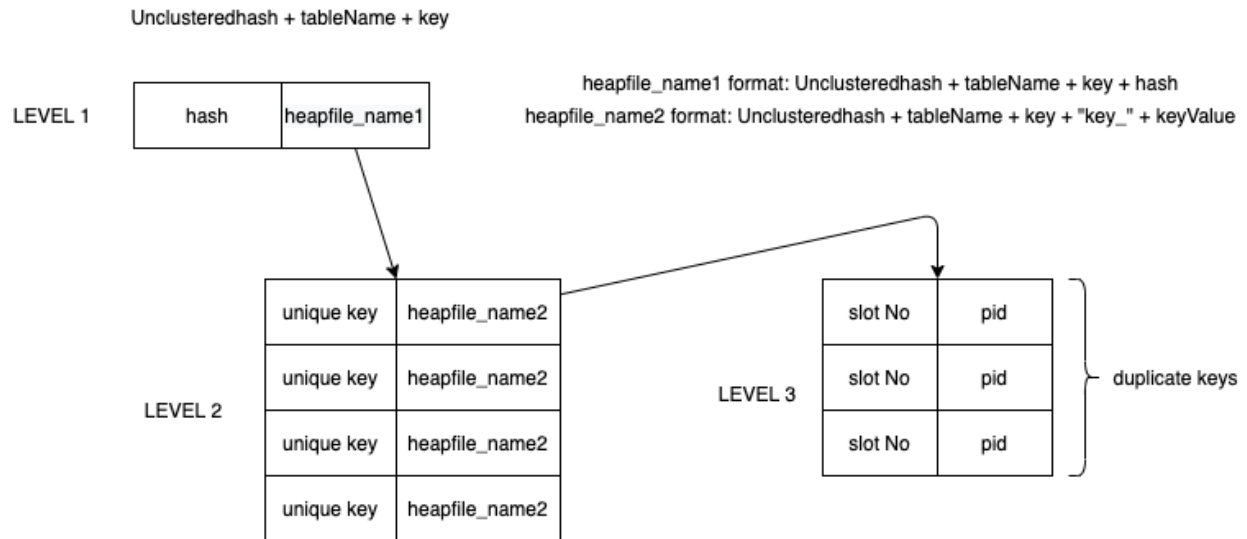 Unclusteredhash + tableName + key
heapfile_name1 format: Unclusteredhash + tableName + key + hash
LEVEL 1
hash
heapfile_name1
heapfile_name2 format: Unclusteredhash + tableName + key + "key_" + keyValue
unique key
heapfile_name2
slot No
pid
unique key
heapfile_name2
slot No
pid
duplicate keys
LEVEL 2
LEVEL 3
unique key
heapfile_name2
slot No
pid
unique key
heapfile_name2